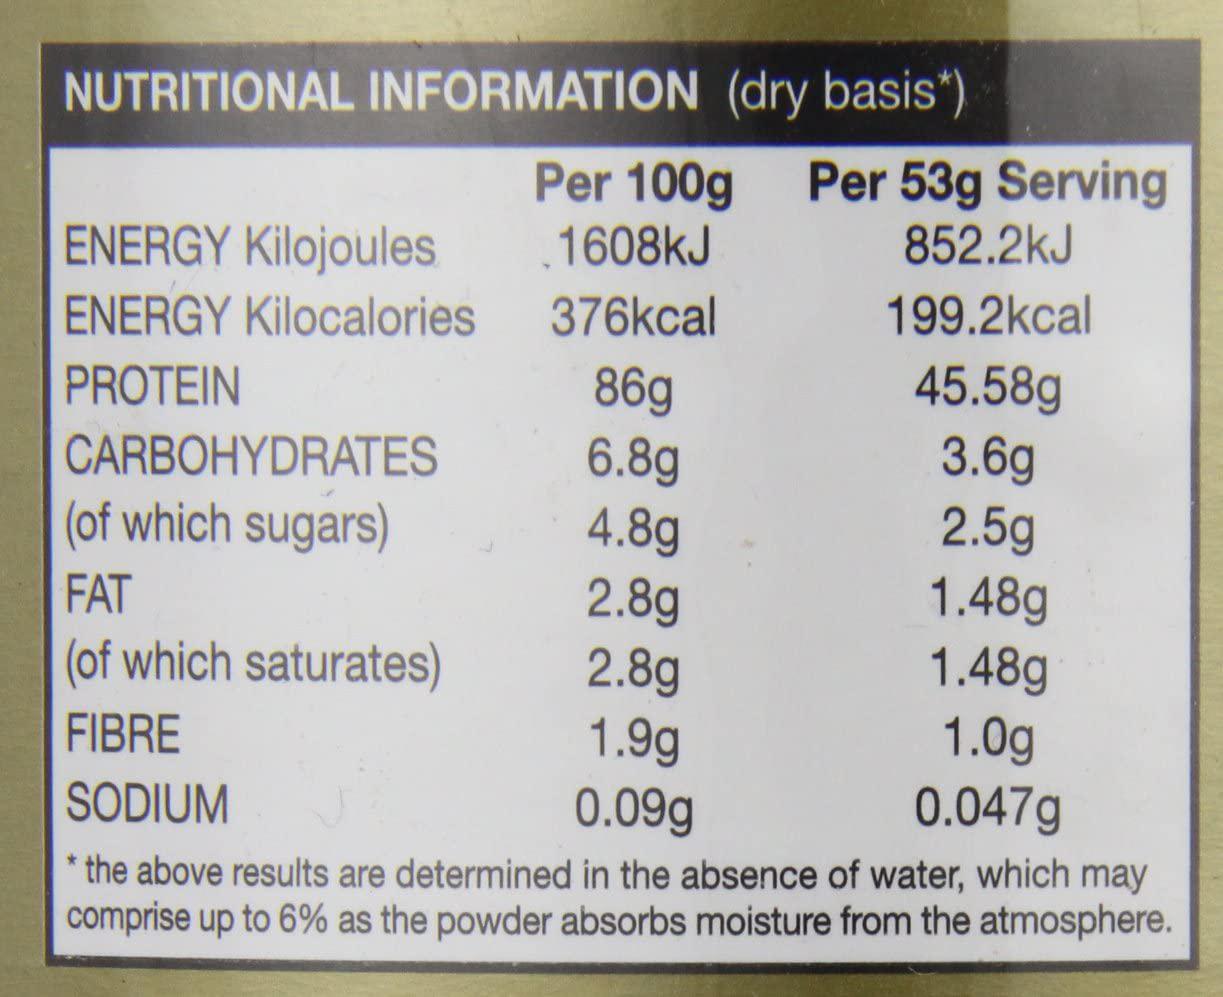 NUTRITIONAL INFORMATION (dry basis*)
Per 100g Per 53g Serving
ENERGY Kilojoules 1608kJ 852.2kJ
ENERGY Kilocalories 376kcal 199.2kcal
PROTEIN 86g 45.58g
CARBOHYDRATES 6.8g 3.6g
(of which sugars) 4.8g 2.5g
FAT 2.8g 1.48g
(of which saturates) 2.8g 1.48g
FIBRE 1.9g 1.0g
SODIUM 0.09g 0.047g
* the above results are determined in the absence of water, which may
comprise up to 6% as the powder absorbs moisture from the atmosphere.